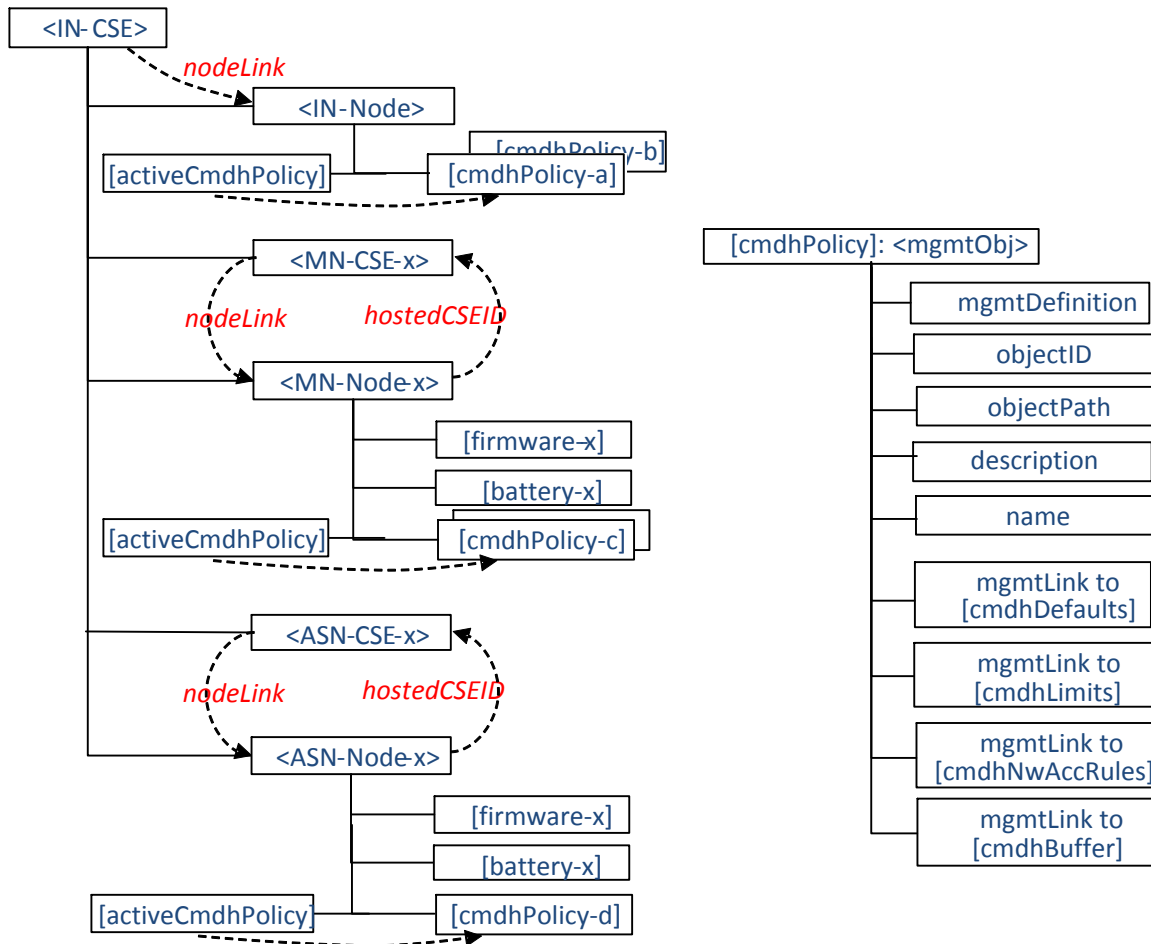 <IN-CSE>
nodeLink
<IN-Node>
[cmdhPolicy-b]
[activeCmdhPolicy]
[cmdhPolicy-a]
<MN-CSE-x>
nodeLink
hostedCSEID
<MN-Node-x>
[firmware-x]
[battery-x]
[activeCmdhPolicy]
[cmdhPolicy-c]
<ASN-CSE-x>
nodeLink
hostedCSEID
<ASN-Node-x>
[firmware-x]
[battery-x]
[activeCmdhPolicy]
[cmdhPolicy-d]
[cmdhPolicy]: <mgmtObj>
mgmtDefinition
objectID
objectPath
description
name
mgmtLink to
[cmdhDefaults]
mgmtLink to
[cmdhLimits]
mgmtLink to
[cmdhNwAccRules]
mgmtLink to
[cmdhBuffer]